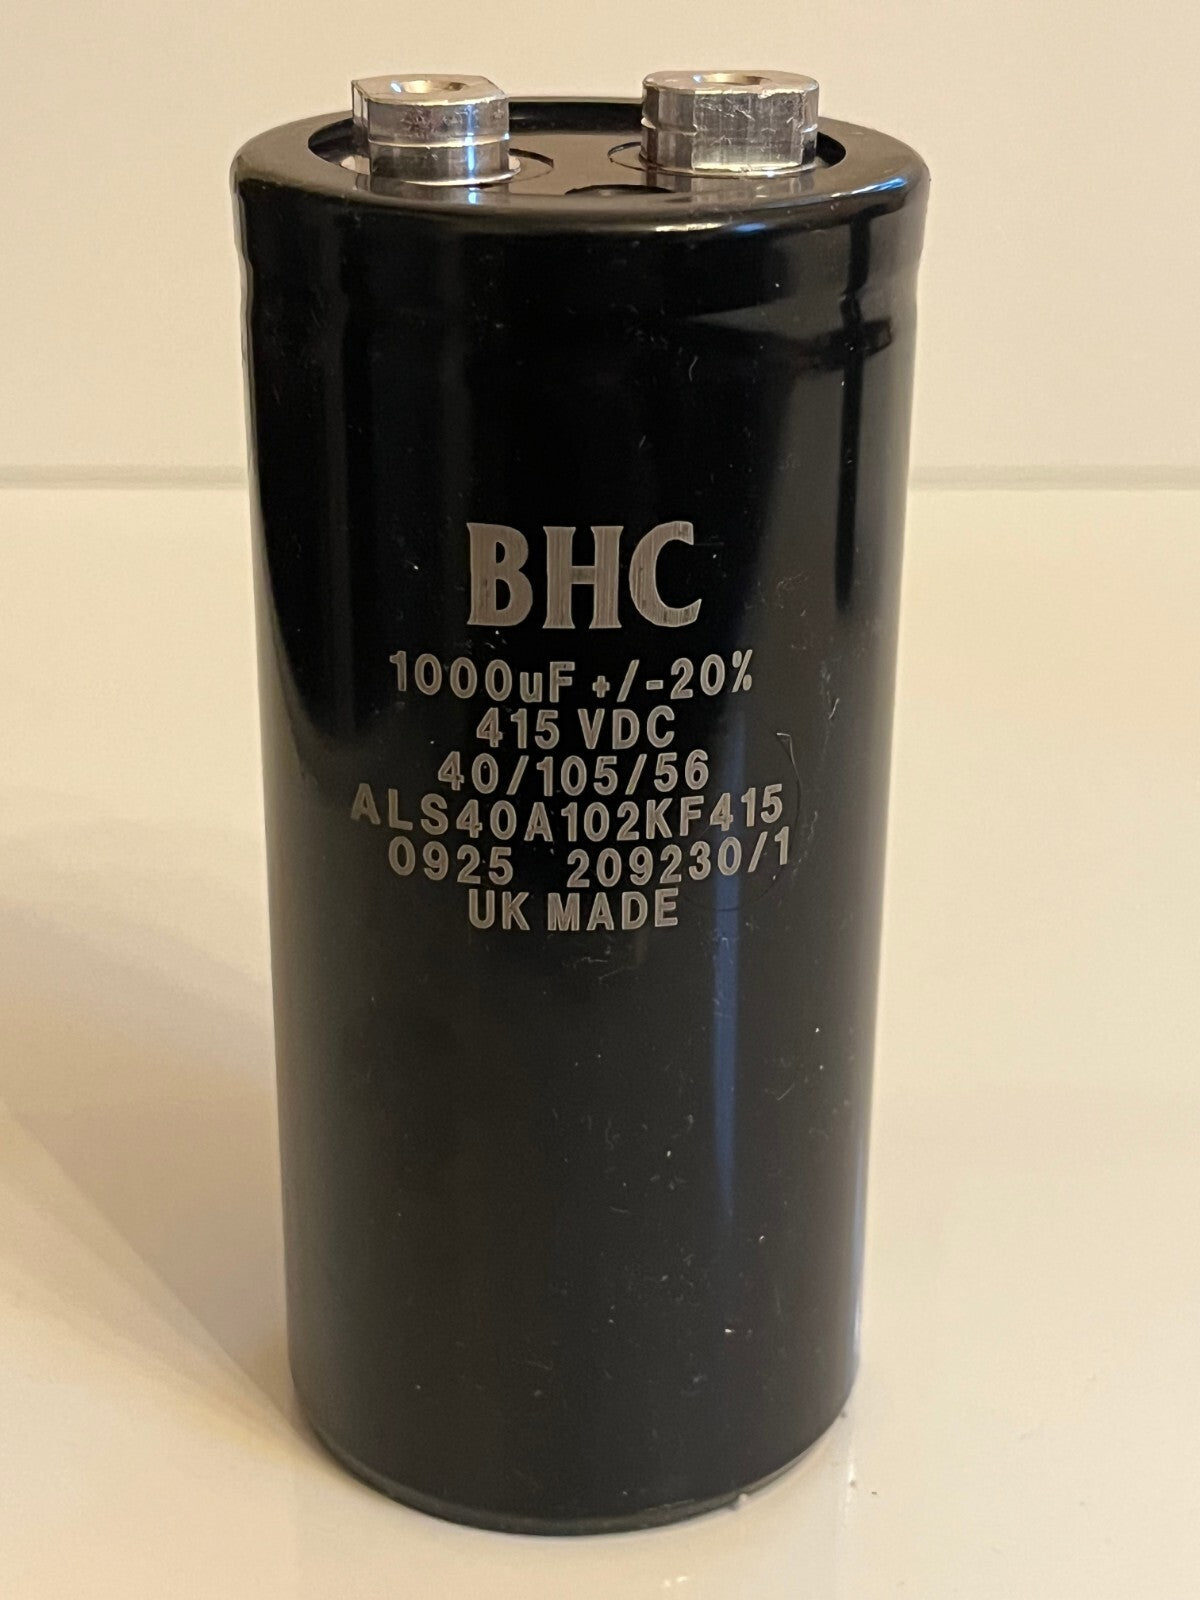 BHC
1000uF +/-20%
415 VDC
40/105/56
ALS40A102KF415
0925 209230/1
UK MADE